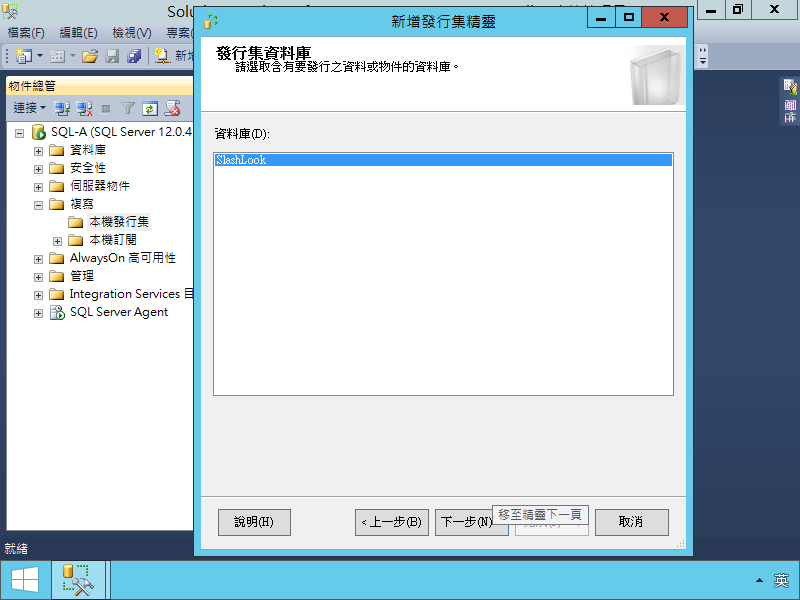 Solu
新增發行集精靈
檔案(F) 編輯(E) 檢視(V) 專案(
新增
發行集資料庫
請選取含有要發行之資料或物件的資料庫。
物件總管
連接
屬性
資料庫(D):
SlashLook
SQL-A (SQL Server 12.0.4
資料庫
安全性
伺服器物件
複寫
本機發行集
本機訂閱
AlwaysOn 高可用性
管理
Integration Services 目
SQL Server Agent
說明(H)
< 上一步(B)
下一步(N)
移至精靈下一頁
取消
就緒
英